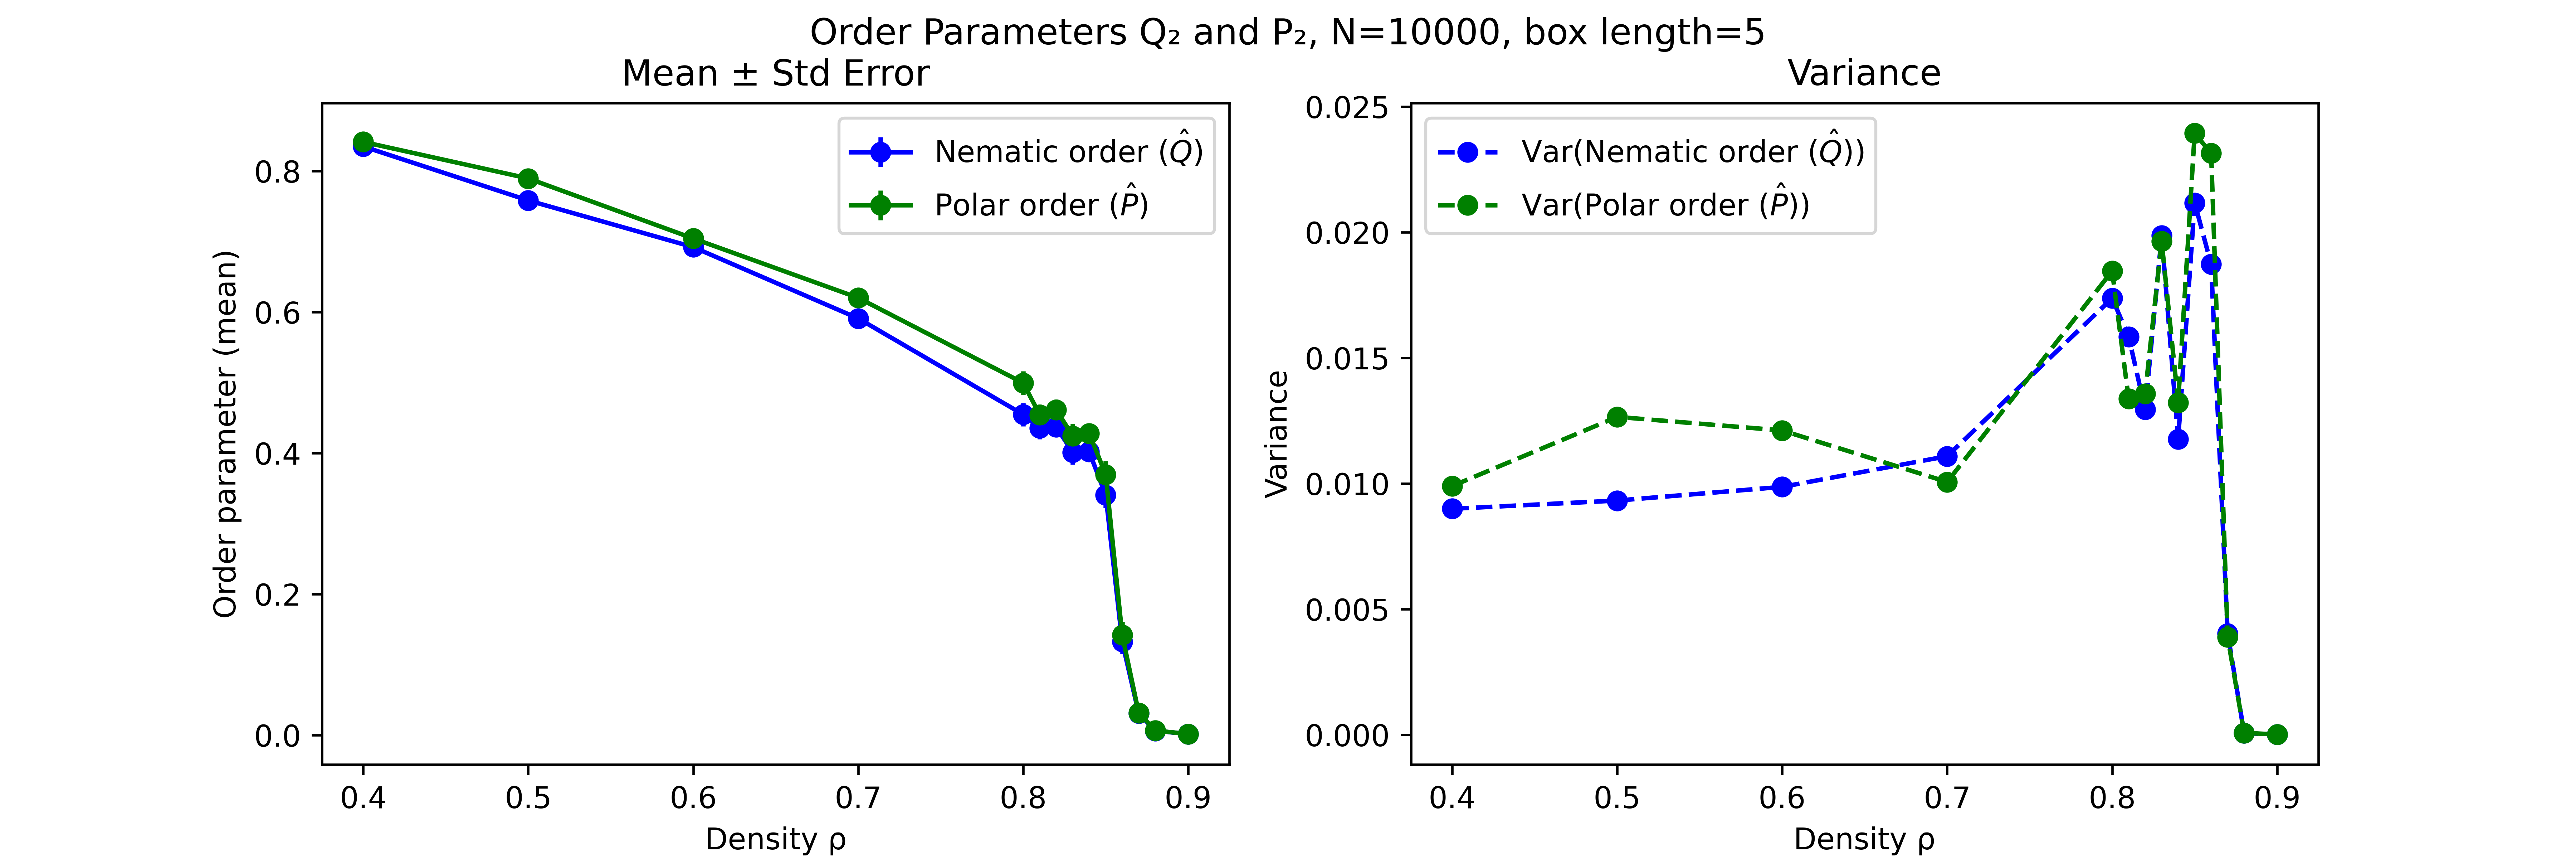 Order Parameters Q₂ and P₂, N=10000, box length=5
Mean ± Std Error
Order parameter (mean)
0.8
0.6
0.4
0.2
0.0
Nematic order (Q̂)
Polar order (P̂)
0.4 0.5 0.6 0.7 0.8 0.9
Density ρ
Variance
Variance
0.025
0.020
0.015
0.010
0.005
0.000
Var(Nematic order (Q̂))
Var(Polar order (P̂))
0.4 0.5 0.6 0.7 0.8 0.9
Density ρ